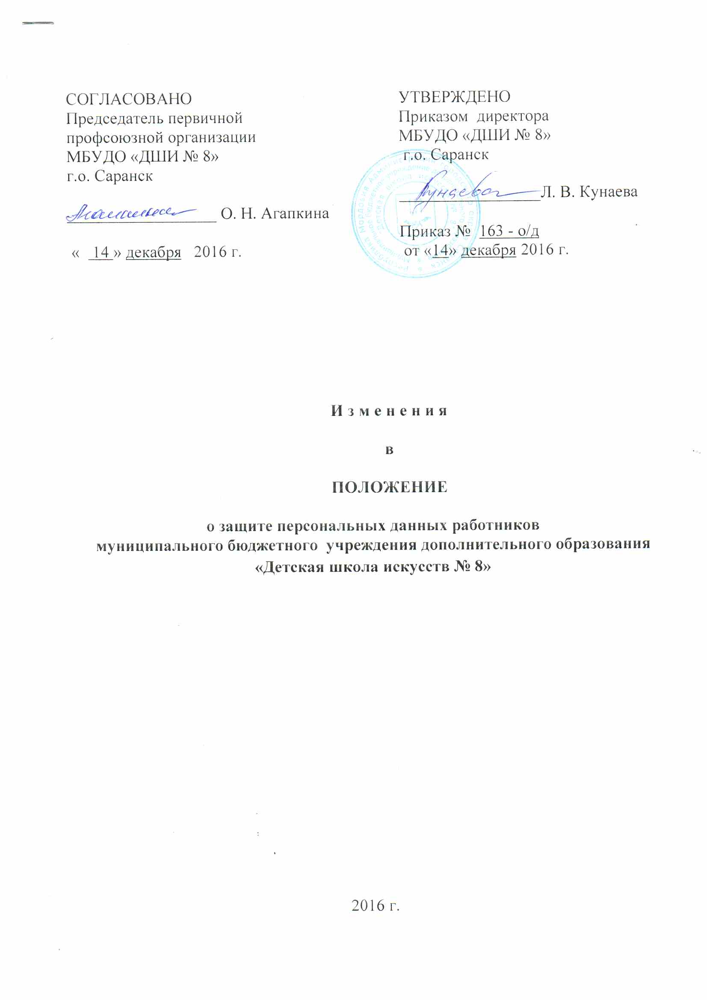 СОГЛАСОВАНО
Председатель первичной
профсоюзной организации
МБУДО «ДШИ № 8»
г.о. Саранск
О. Н. Агапкина
« 14 » декабря 2016 г.
УТВЕРЖДЕНО
Приказом директора
МБУДО «ДШИ № 8»
г.о. Саранск
Л. В. Кунаева
Приказ № 163 - о/д
от «14» декабря 2016 г.
И з м е н е н и я
в
ПОЛОЖЕНИЕ
о защите персональных данных работников
муниципального бюджетного учреждения дополнительного образования
«Детская школа искусств № 8»
2016 г.